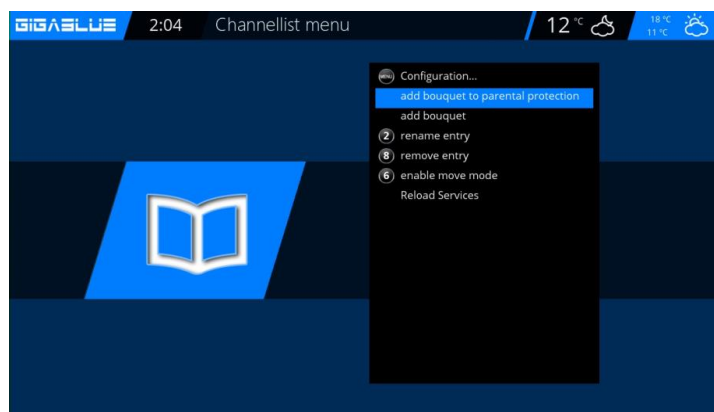 GIGABLUE 2:04 Channellist menu 12 °C 18 °C
11 °C
MENU Configuration...
add bouquet to parental protection
add bouquet
2 rename entry
8 remove entry
6 enable move mode
Reload Services